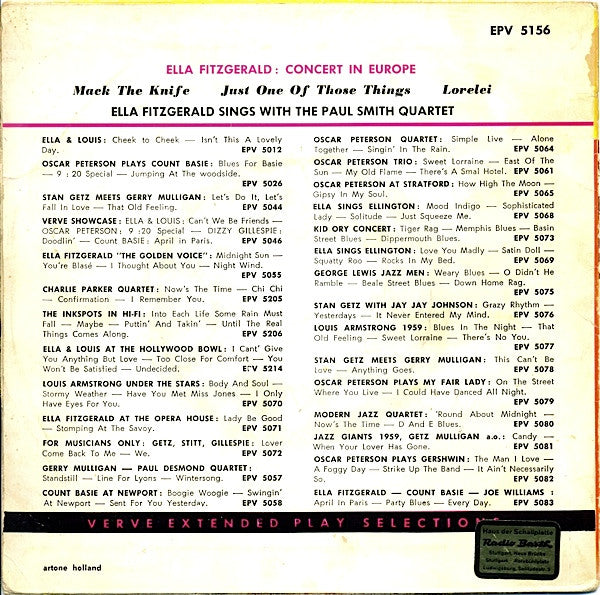 EPV 5156
ELLA FITZGERALD: CONCERT IN EUROPE
Mack The Knife Just One Of Those Things Lorelei
ELLA FITZGERALD SINGS WITH THE PAUL SMITH QUARTET
ELLA & LOUIS: Cheek to Cheek — Isn't This A Lovely
Day. EPV 5012
OSCAR PETERSON PLAYS COUNT BASIE: Blues For Basie
— 9 : 20 Special — Jumping At the woodside.
EPV 5026
STAN GETZ MEETS GERRY MULLIGAN: Let's Do It, Let's
Fall In Love — That Old Feeling. EPV 5044
VERVE SHOWCASE: ELLA & LOUIS: Can't We Be Friends —
OSCAR PETERSON: 9 :20 Special — DIZZY GILLESPIE:
Doodlin' — Count BASIE: April in Paris. EPV 5046
ELLA FITZGERALD "THE GOLDEN VOICE": Midnight Sun —
You're Blasé — I Thought About You — Night Wind.
EPV 5055
CHARLIE PARKER QUARTET: Now's The Time — Chi Chi
— Confirmation — I Remember You. EPV 5205
THE INKSPOTS IN HI-FI: Into Each Life Some Rain Must
Fall — Maybe — Puttin' And Takin' — Until The Real
Things Comes Along. EPV 5206
ELLA & LOUIS AT THE HOLLYWOOD BOWL: I Cant' Give
You Anything But Love — Too Close For Comfort — You
Won't Be Satisfied — Undecided. EPV 5214
LOUIS ARMSTRONG UNDER THE STARS: Body And Soul —
Stormy Weather — Have You Met Miss Jones — I Only
Have Eyes For You. EPV 5070
ELLA FITZGERALD AT THE OPERA HOUSE: Lady Be Good
— Stomping At The Savoy. EPV 5071
FOR MUSICIANS ONLY: GETZ, STITT, GILLESPIE: Lover
Come Back To Me — We. EPV 5072
GERRY MULLIGAN — PAUL DESMOND QUARTET:
Standstill — Line For Lyons — Wintersong. EPV 5057
COUNT BASIE AT NEWPORT: Boogie Woogie — Swingin'
At Newport — Sent For You Yesterday. EPV 5058
OSCAR PETERSON QUARTET: Simple Live — Alone
Together — Singin' In The Rain. EPV 5064
OSCAR PETERSON TRIO: Sweet Lorraine — East Of The
Sun — My Old Flame — There's A Smal Hotel. EPV 5061
OSCAR PETERSON AT STRATFORD: How High The Moon —
Gipsy In My Soul. EPV 5065
ELLA SINGS ELLINGTON: Mood Indigo — Sophisticated
Lady — Solitude — Just Squeeze Me. EPV 5068
KID ORY CONCERT: Tiger Rag — Memphis Blues — Basin
Street Blues — Dippermouth Blues. EPV 5073
ELLA SINGS ELLINGTON: Love You Madly — Satin Doll —
Squatty Roo — Rocks In My Bed. EPV 5069
GEORGE LEWIS JAZZ MEN: Weary Blues — O Didn't He
Ramble — Beale Street Blues — Down Home Rag.
EPV 5075
STAN GETZ WITH JAY JAY JOHNSON: Grazy Rhythm —
Yesterdays — It Never Entered My Mind. EPV 5076
LOUIS ARMSTRONG 1959: Blues In The Night — That
Old Feeling — Sweet Lorraine — There's No You.
EPV 5077
STAN GETZ MEETS GERRY MULLIGAN: This Can't Be
Love — Anything Goes. EPV 5078
OSCAR PETERSON PLAYS MY FAIR LADY: On The Street
Where You Live — I Could Have Danced All Night.
EPV 5079
MODERN JAZZ QUARTET: 'Round About Midnight —
Now's The Time — D And E Blues. EPV 5080
JAZZ GIANTS 1959, GETZ MULLIGAN a.o.: Candy —
When Your Lover Has Gone. EPV 5081
OSCAR PETERSON PLAYS GERSHWIN: The Man I Love —
A Foggy Day — Strike Up The Band — It Ain't Necessarily
So. EPV 5082
ELLA FITZGERALD — COUNT BASIE — JOE WILLIAMS :
April In Paris — Party Blues — Every Day. EPV 5083
VERVE EXTENDED PLAY SELECTIONS
Haus der Schallplatte
Radio Barth
Stuttgart, Neue Brücke
Stuttgart
artone holland